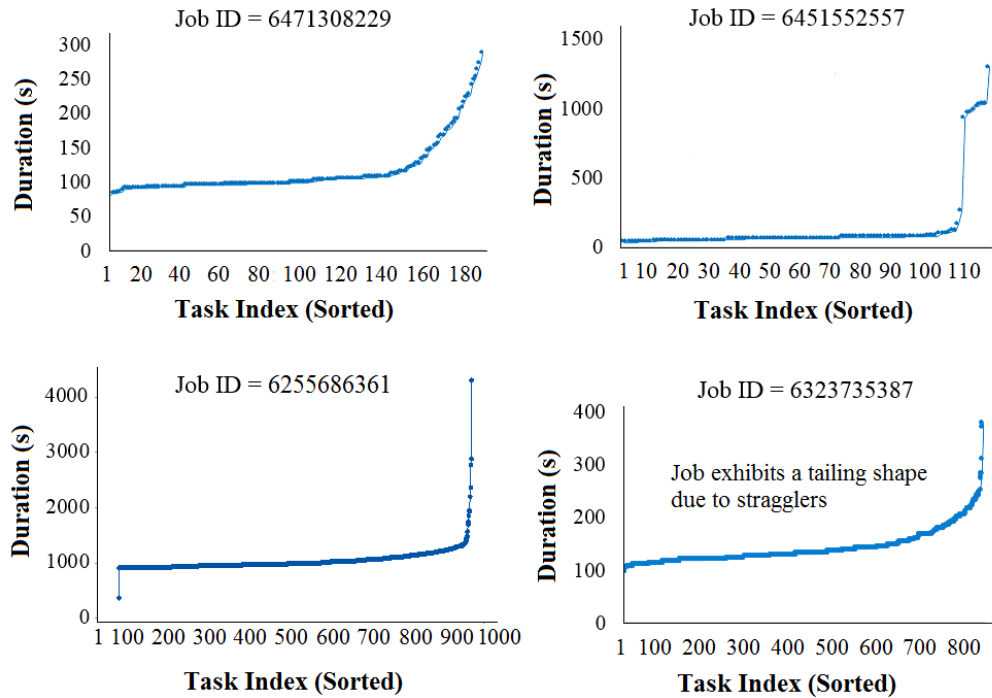 Job ID = 6471308229
300
250
200
150
100
50
0
Duration (s)
1 20 40 60 80 100 120 140 160 180
Task Index (Sorted)
Job ID = 6451552557
1500
1000
500
0
Duration (s)
1 10 20 30 40 50 60 70 80 90 100 110
Task Index (Sorted)
Job ID = 6255686361
4000
3000
2000
1000
0
Duration (s)
1 100 200 300 400 500 600 700 800 900 1000
Task Index (Sorted)
Job ID = 6323735387
400
300
200
100
0
Duration (s)
Job exhibits a tailing shape
due to stragglers
1 100 200 300 400 500 600 700 800
Task Index (Sorted)